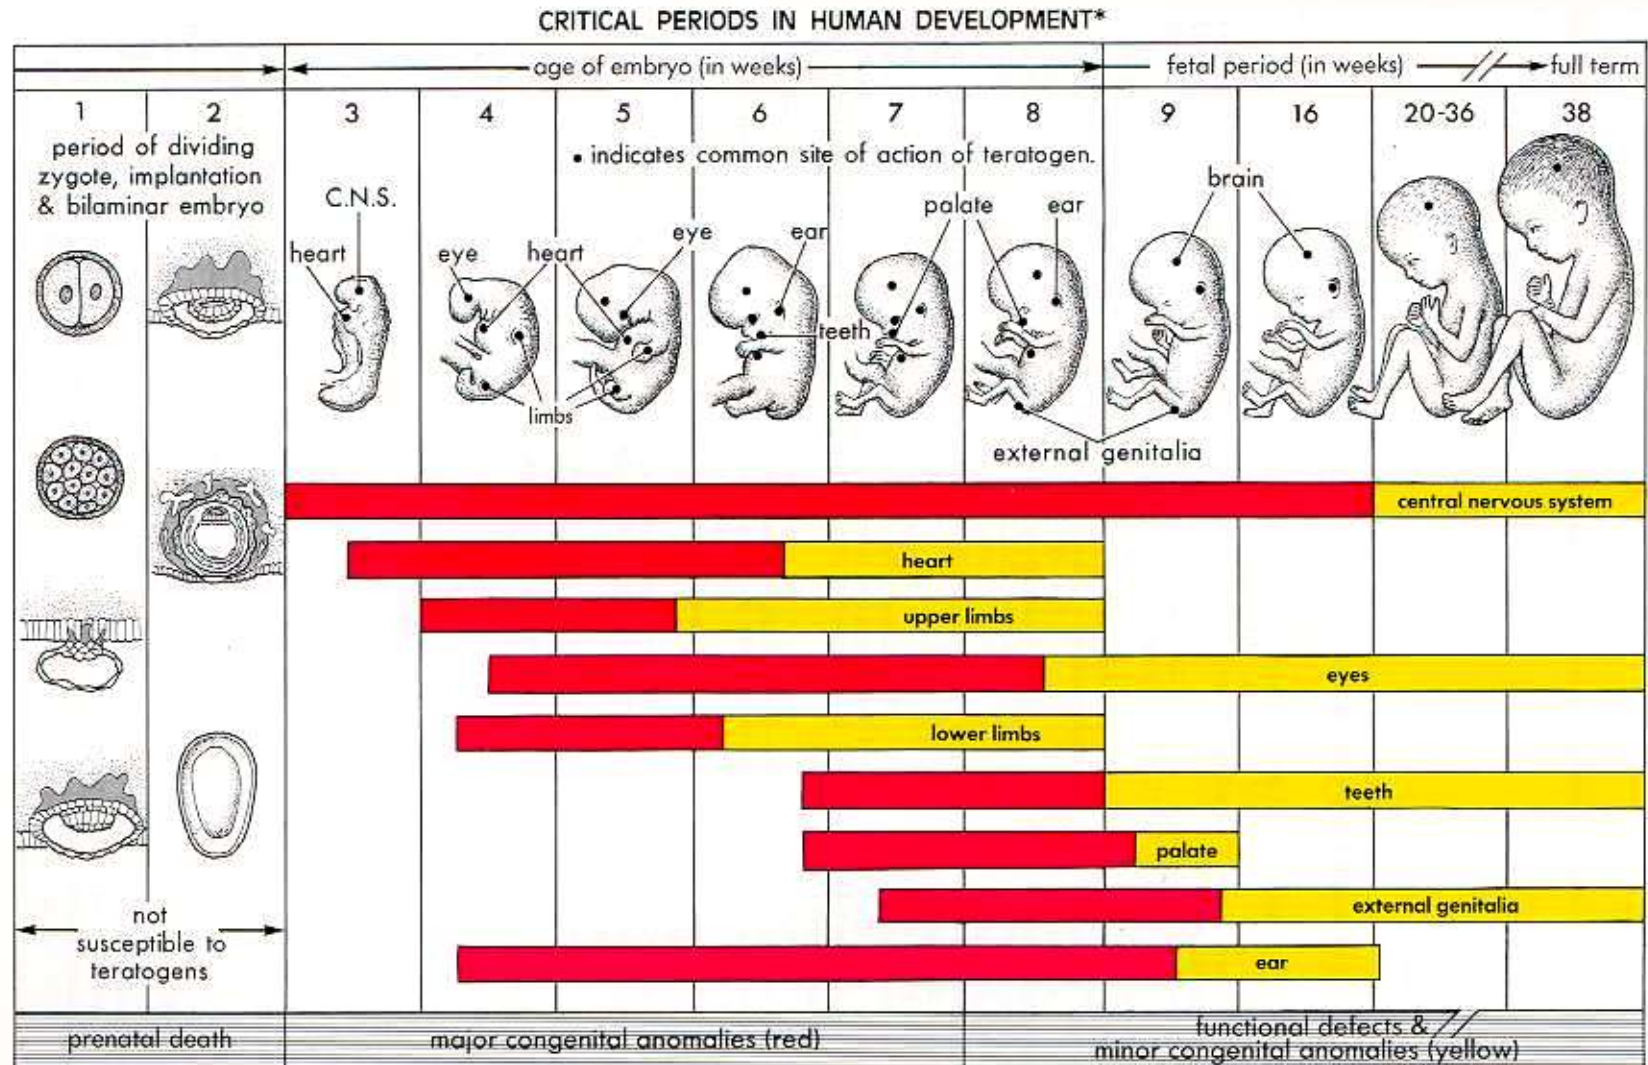 CRITICAL PERIODS IN HUMAN DEVELOPMENT*
age of embryo (in weeks)
fetal period (in weeks)
full term
1
2
3
4
5
6
7
8
9
16
20-36
38
period of dividing
zygote, implantation
& bilaminar embryo
• indicates common site of action of teratogen.
C.N.S.
heart
eye
heart
eye
ear
palate
ear
brain
teeth
limbs
external genitalia
central nervous system
heart
upper limbs
eyes
lower limbs
teeth
palate
external genitalia
ear
not
susceptible to
teratogens
prenatal death
major congenital anomalies (red)
functional defects &
minor congenital anomalies (yellow)